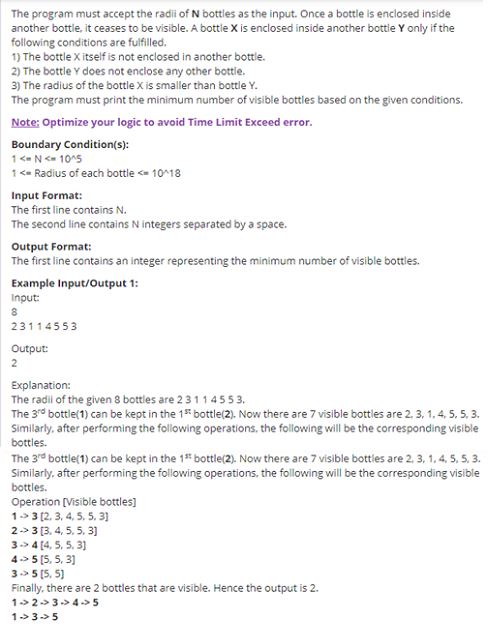 The program must accept the radii of N bottles as the input. Once a bottle is enclosed inside
another bottle, it ceases to be visible. A bottle X is enclosed inside another bottle Y only if the
following conditions are fulfilled.
1) The bottle X itself is not enclosed in another bottle.
2) The bottle Y does not enclose any other bottle.
3) The radius of the bottle X is smaller than bottle Y.
The program must print the minimum number of visible bottles based on the given conditions.
Note: Optimize your logic to avoid Time Limit Exceed error.
Boundary Condition(s):
1 <= N <= 10^5
1 <= Radius of each bottle <= 10^18
Input Format:
The first line contains N.
The second line contains N integers separated by a space.
Output Format:
The first line contains an integer representing the minimum number of visible bottles.
Example Input/Output 1:
Input:
8
2 3 1 1 4 5 5 3
Output:
2
Explanation:
The radii of the given 8 bottles are 2 3 1 1 4 5 5 3.
The 3rd bottle(1) can be kept in the 1st bottle(2). Now there are 7 visible bottles are 2, 3, 1, 4, 5, 5, 3.
Similarly, after performing the following operations, the following will be the corresponding visible
bottles.
The 3rd bottle(1) can be kept in the 1st bottle(2). Now there are 7 visible bottles are 2, 3, 1, 4, 5, 5, 3.
Similarly, after performing the following operations, the following will be the corresponding visible
bottles.
Operation [Visible bottles]
1 -> 3 [2, 3, 4, 5, 5, 3]
2 -> 3 [3, 4, 5, 5, 3]
3 -> 4 [4, 5, 5, 3]
4 -> 5 [5, 5, 3]
3 -> 5 [5, 5]
Finally, there are 2 bottles that are visible. Hence the output is 2.
1 -> 2 -> 3 -> 4 -> 5
1 -> 3 -> 5